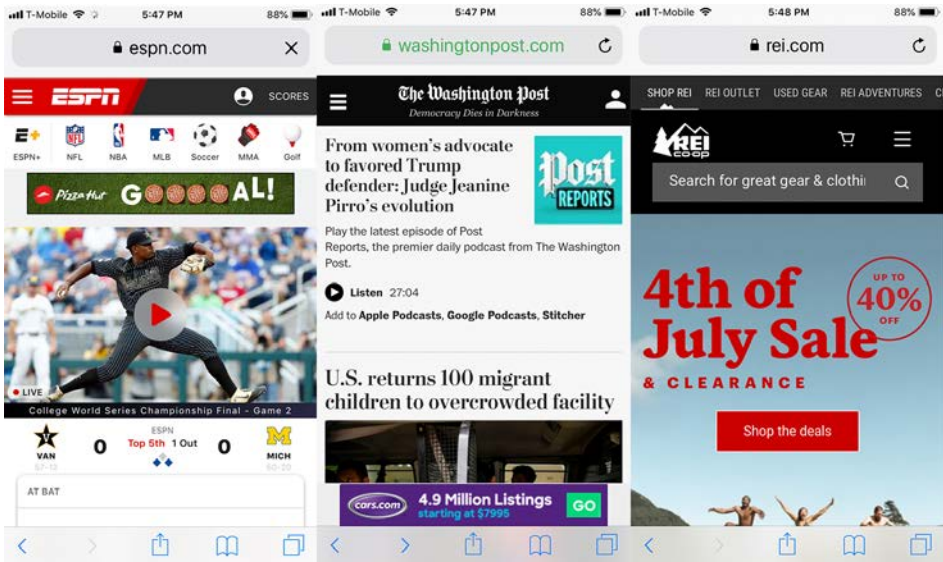 T-Mobile 5:47 PM 88%
espn.com
ESPN SCORES
E+ NFL NBA MLB
ESPN+ NFL NBA MLB Soccer MMA Golf
Pizza Hut G AL!
LIVE
College World Series Championship Final - Game 2
ESPN
0 Top 5th 1 Out 0
VAN MICH
AT BAT
T-Mobile 5:47 PM 88%
washingtonpost.com
The Washington Post
Democracy Dies in Darkness
From women's advocate
to favored Trump
defender: Judge Jeanine
Pirro's evolution
Post
REPORTS
Play the latest episode of Post
Reports, the premier daily podcast from The Washington
Post.
Listen 27:04
Add to Apple Podcasts, Google Podcasts, Stitcher
U.S. returns 100 migrant
children to overcrowded facility
cars.com 4.9 Million Listings GO
starting at $7995
T-Mobile 5:48 PM 88%
rei.com
SHOP REI REI OUTLET USED GEAR REI ADVENTURES
REI
CO-OP
Search for great gear & clothi
4th of
July Sale
& CLEARANCE
UP TO
40%
OFF
Shop the deals